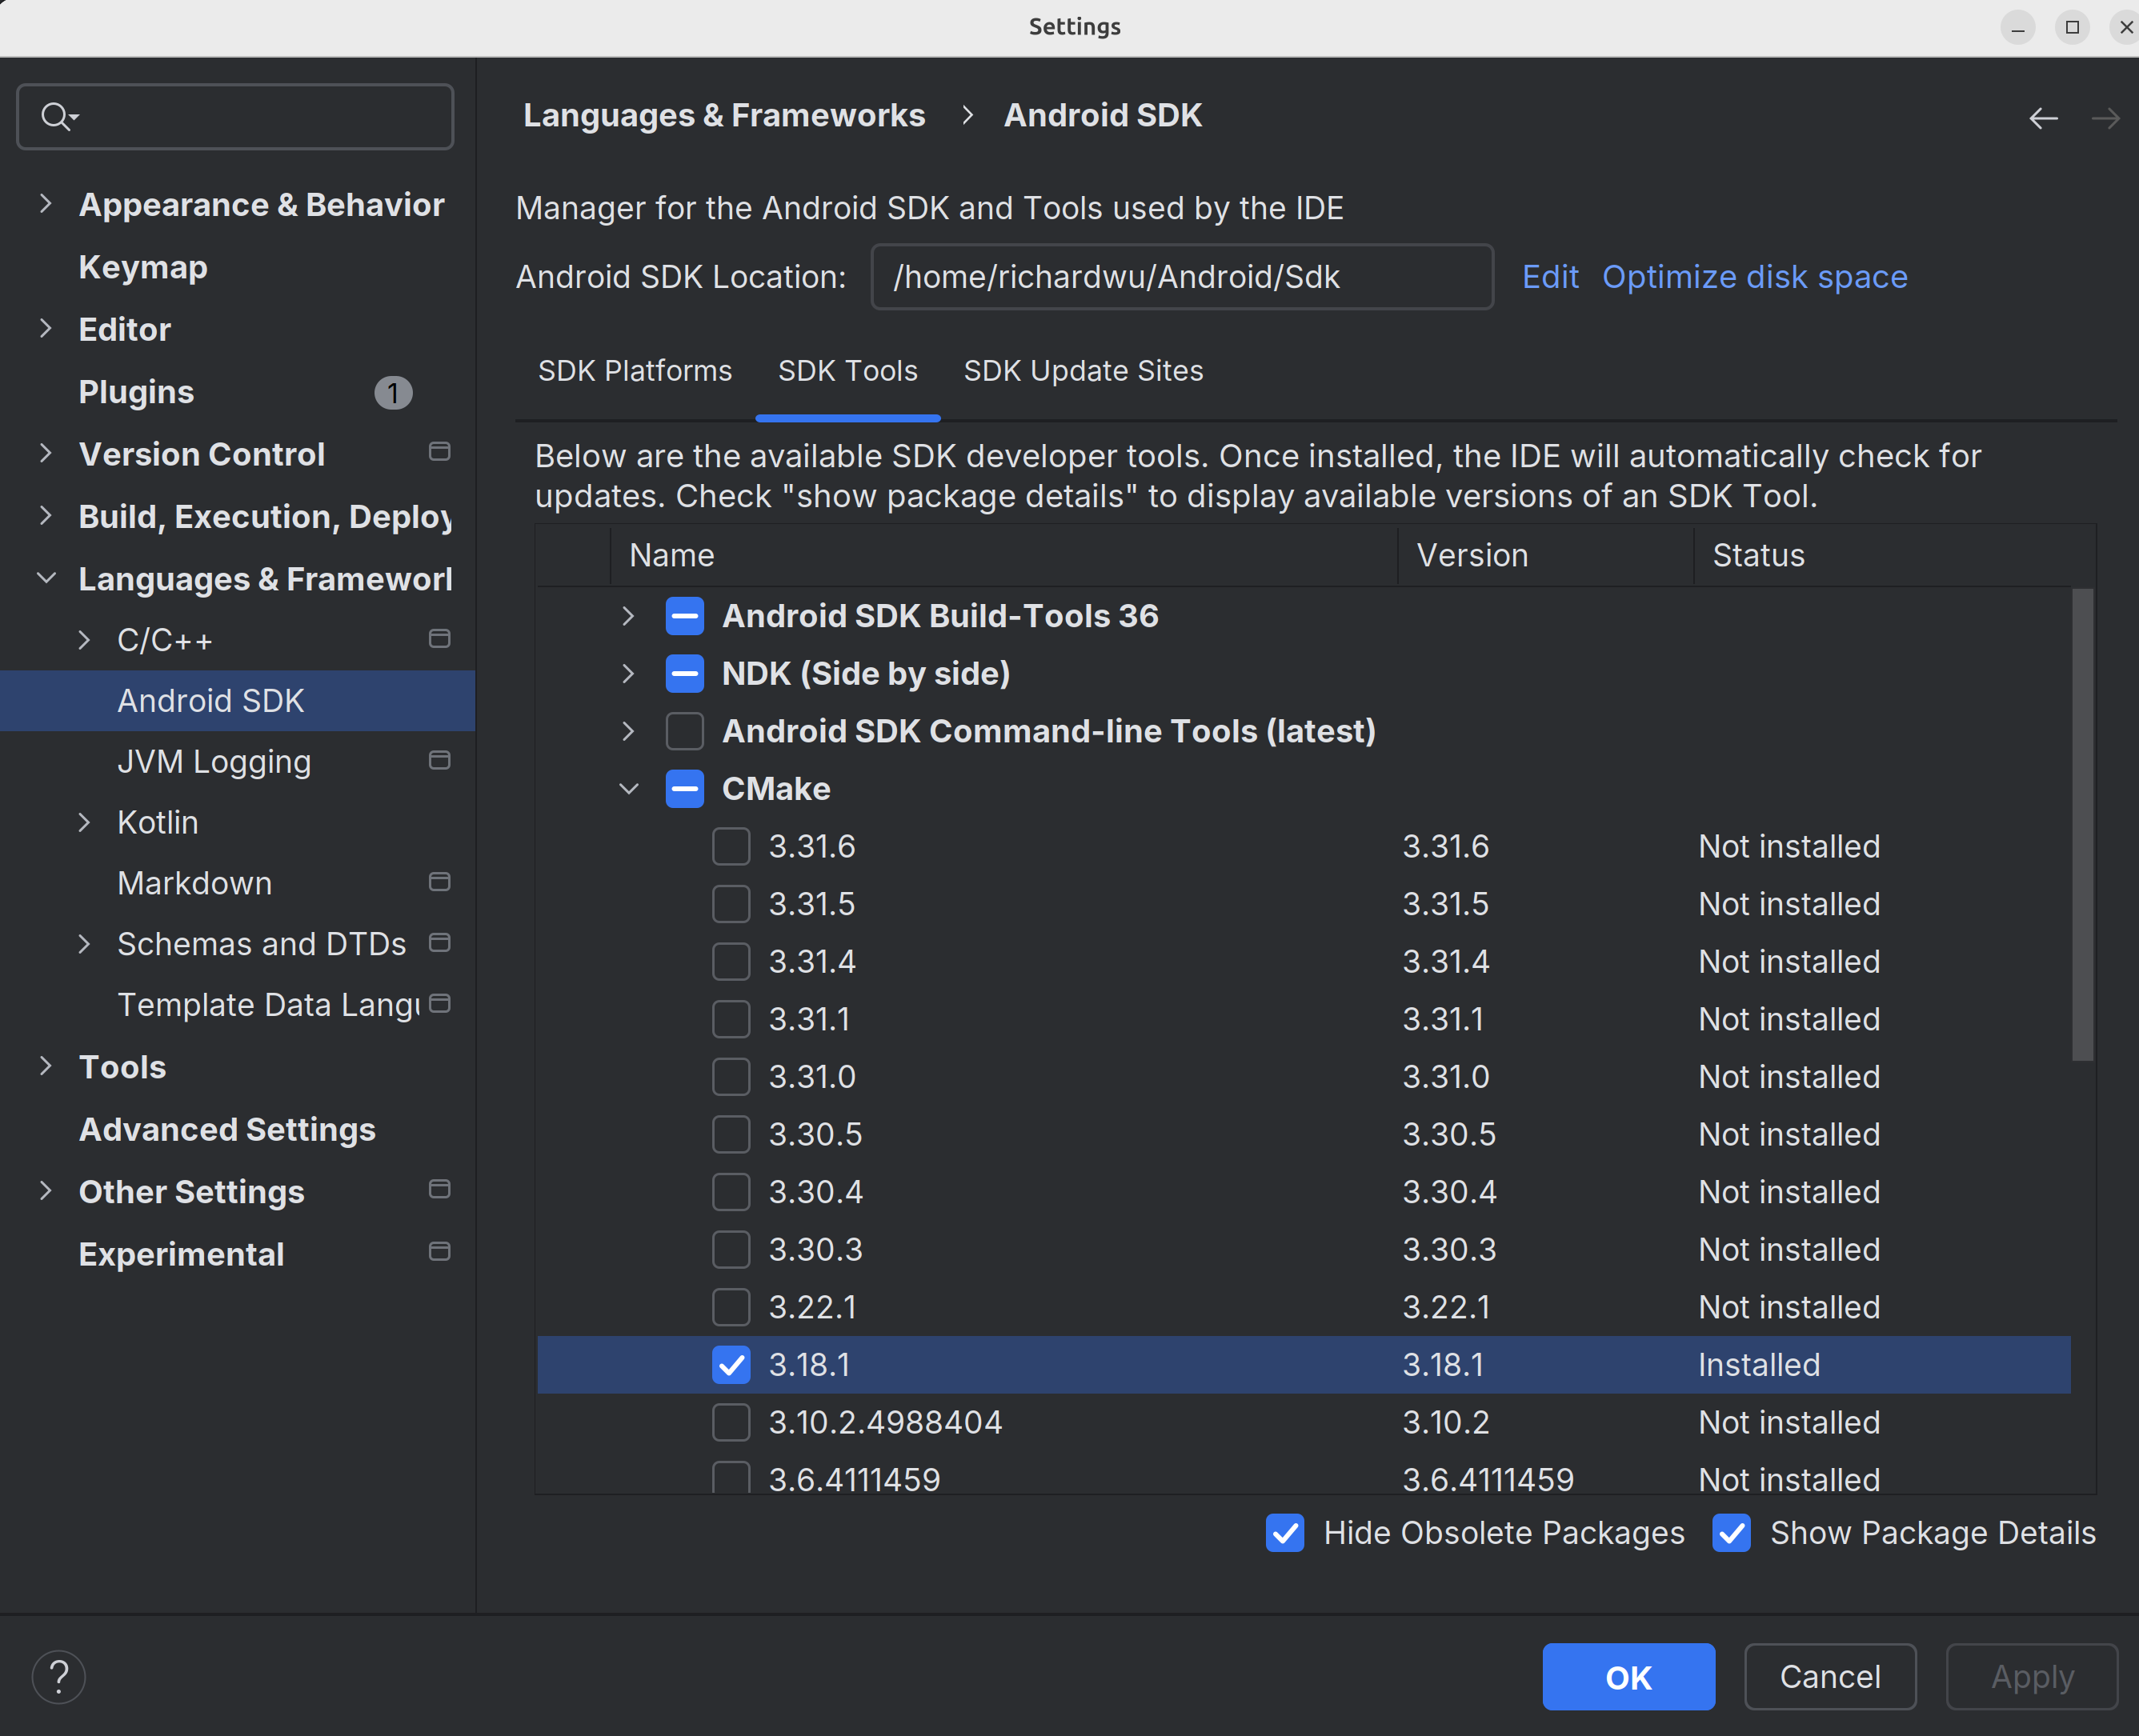 Settings
Appearance & Behavior
Keymap
Editor
Plugins 1
Version Control
Build, Execution, Deploy
Languages & Framework
C/C++
Android SDK
JVM Logging
Kotlin
Markdown
Schemas and DTDs
Template Data Langu
Tools
Advanced Settings
Other Settings
Experimental
Languages & Frameworks > Android SDK
Manager for the Android SDK and Tools used by the IDE
Android SDK Location: /home/richardwu/Android/Sdk Edit Optimize disk space
SDK Platforms SDK Tools SDK Update Sites
Below are the available SDK developer tools. Once installed, the IDE will automatically check for
updates. Check "show package details" to display available versions of an SDK Tool.
Name Version Status
Android SDK Build-Tools 36
NDK (Side by side)
Android SDK Command-line Tools (latest)
CMake
3.31.6 3.31.6 Not installed
3.31.5 3.31.5 Not installed
3.31.4 3.31.4 Not installed
3.31.1 3.31.1 Not installed
3.31.0 3.31.0 Not installed
3.30.5 3.30.5 Not installed
3.30.4 3.30.4 Not installed
3.30.3 3.30.3 Not installed
3.22.1 3.22.1 Not installed
3.18.1 3.18.1 Installed
3.10.2.4988404 3.10.2 Not installed
3.6.4111459 3.6.4111459 Not installed
Hide Obsolete Packages Show Package Details
? OK Cancel Apply